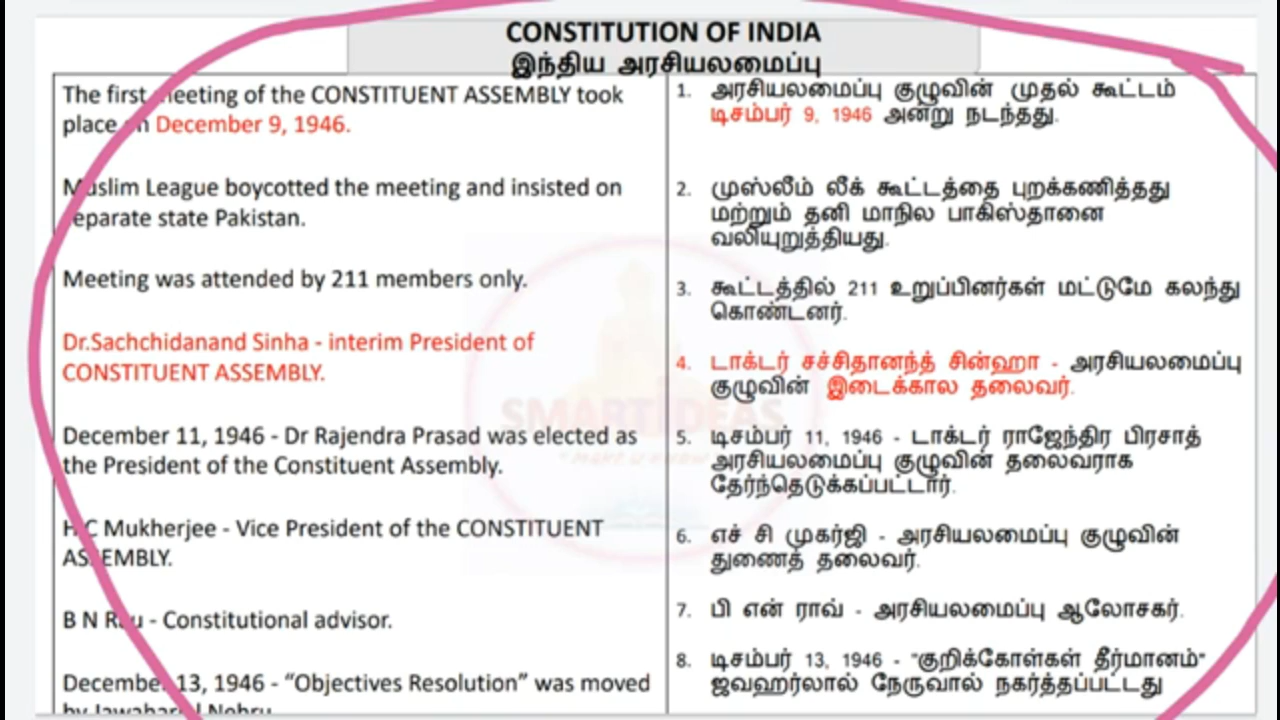 CONSTITUTION OF INDIA
இந்திய அரசியலமைப்பு
The first meeting of the CONSTITUENT ASSEMBLY took
place on December 9, 1946.
Muslim League boycotted the meeting and insisted on
separate state Pakistan.
Meeting was attended by 211 members only.
Dr.Sachchidanand Sinha - interim President of
CONSTITUENT ASSEMBLY.
December 11, 1946 - Dr Rajendra Prasad was elected as
the President of the Constituent Assembly.
H C Mukherjee - Vice President of the CONSTITUENT
ASSEMBLY.
B N Rau - Constitutional advisor.
December 13, 1946 - “Objectives Resolution” was moved
by Jawaharlal Nehru
1. அரசியலமைப்பு குழுவின் முதல் கூட்டம்
டிசம்பர் 9, 1946 அன்று நடந்தது.
2. முஸ்லீம் லீக் கூட்டத்தை புறக்கணித்தது
மற்றும் தனி மாநில பாகிஸ்தானை
வலியுறுத்தியது.
3. கூட்டத்தில் 211 உறுப்பினர்கள் மட்டுமே கலந்து
கொண்டனர்.
4. டாக்டர் சச்சிதானந்த் சின்ஹா - அரசியலமைப்பு
குழுவின் இடைக்கால தலைவர்.
5. டிசம்பர் 11, 1946 - டாக்டர் ராஜேந்திர பிரசாத்
அரசியலமைப்பு குழுவின் தலைவராக
தேர்ந்தெடுக்கப்பட்டார்.
6. எச் சி முகர்ஜி - அரசியலமைப்பு குழுவின்
துணைத் தலைவர்.
7. பி என் ராவ் - அரசியலமைப்பு ஆலோசகர்.
8. டிசம்பர் 13, 1946 - "குறிக்கோள்கள் தீர்மானம்"
ஜவஹர்லால் நேருவால் நகர்த்தப்பட்டது
SMART IDEAS